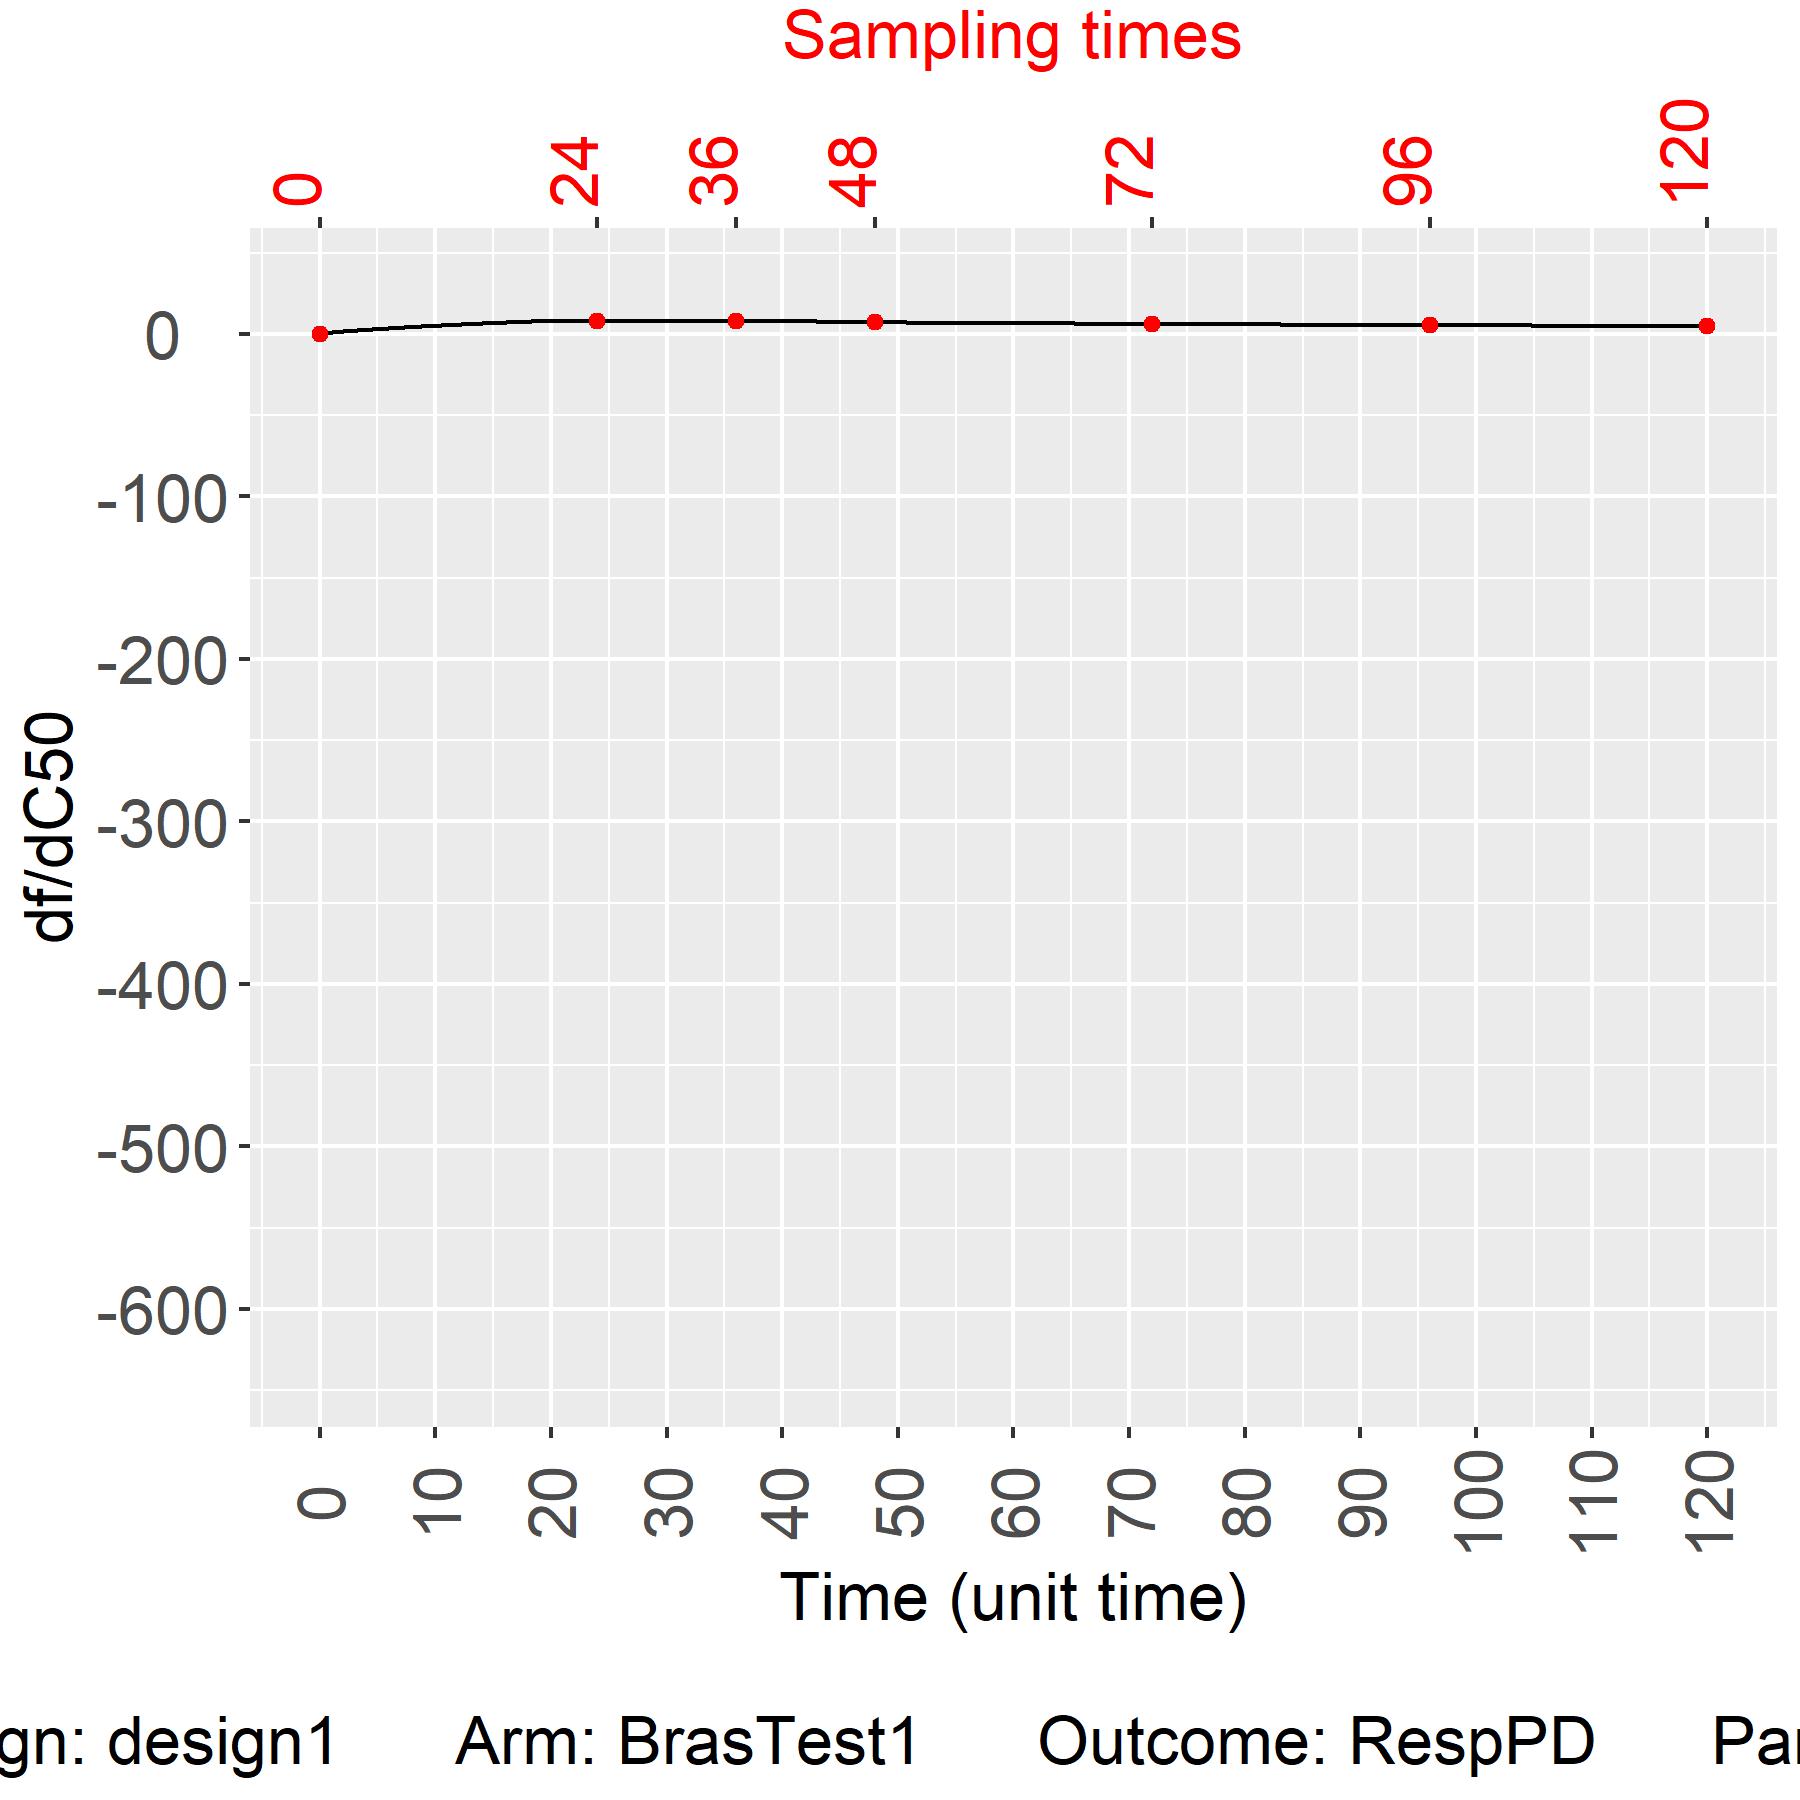 Sampling times
0 24 36 48 72 96 120
0
-100
-200
-300
-400
-500
-600
df/dC50
0 10 20 30 40 50 60 70 80 90 100 110 120
Time (unit time)
gn: design1 Arm: BrasTest1 Outcome: RespPD